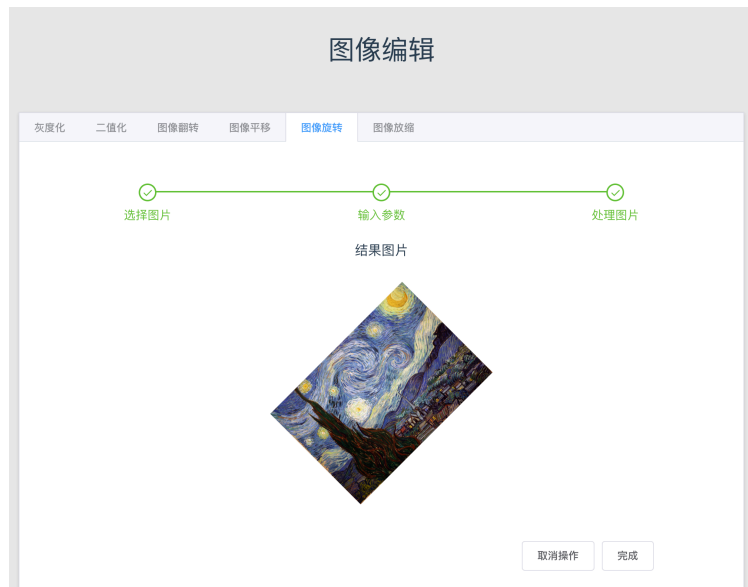 图像编辑
灰度化 二值化 图像翻转 图像平移 图像旋转 图像放缩
选择图片 输入参数 处理图片
结果图片
取消操作 完成